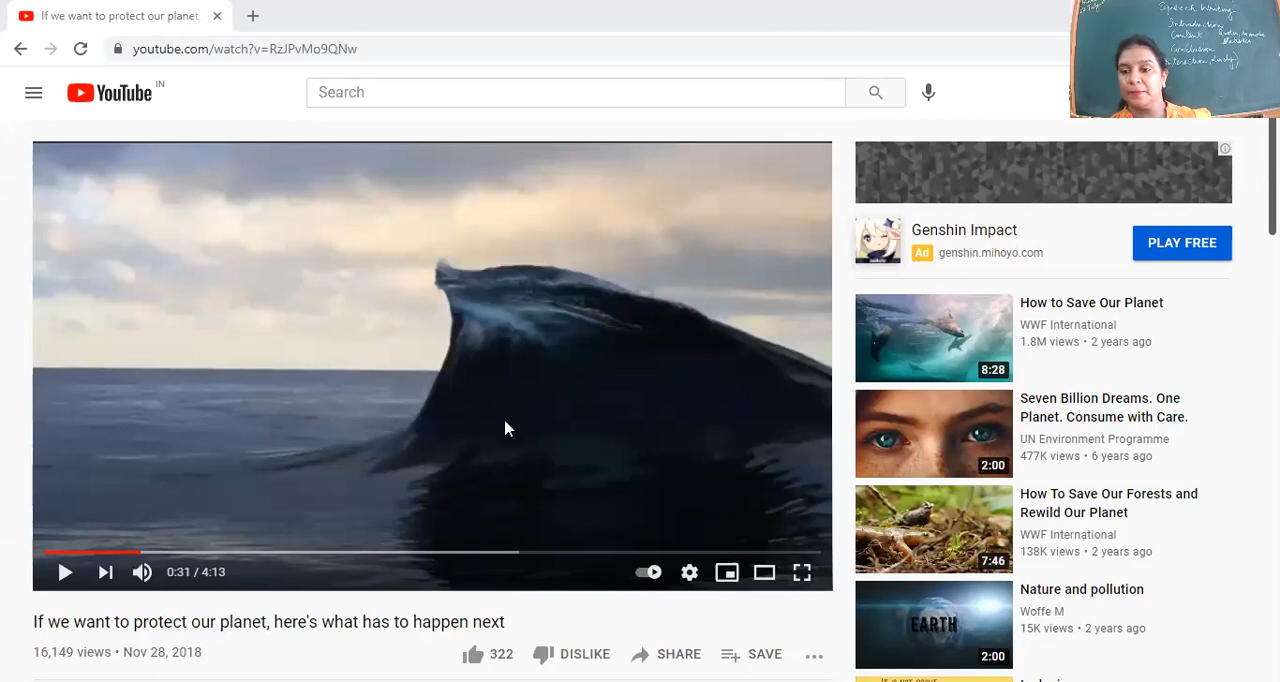 If we want to protect our planet,
youtube.com/watch?v=RzJPvMo9QNw
YouTube IN
Search
Speech Writing
Introduction
Content
Conclusion
Genshin Impact
Ad genshin.mihoyo.com
PLAY FREE
How to Save Our Planet
WWF International
1.8M views • 2 years ago
8:28
Seven Billion Dreams. One
Planet. Consume with Care.
UN Environment Programme
477K views • 6 years ago
2:00
How To Save Our Forests and
Rewild Our Planet
WWF International
138K views • 2 years ago
7:46
Nature and pollution
Woffe M
15K views • 2 years ago
EARTH
2:00
0:31 / 4:13
If we want to protect our planet, here's what has to happen next
16,149 views • Nov 28, 2018
322
DISLIKE
SHARE
SAVE